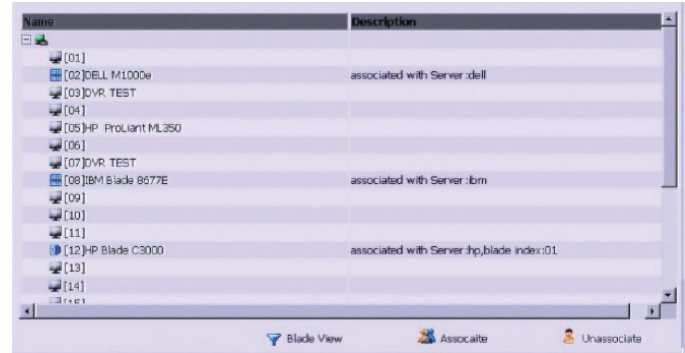 Name Description
[01]
[02]DELL M1000e associated with Server:dell
[03]DVR TEST
[04]
[05]HP ProLiant ML350
[06]
[07]DVR TEST
[08]IBM Blade 8677E associated with Server:ibm
[09]
[10]
[11]
[12]HP Blade C3000 associated with Server:hp,blade index:01
[13]
[14]
[15]
Blade View Assocaite Unassociate